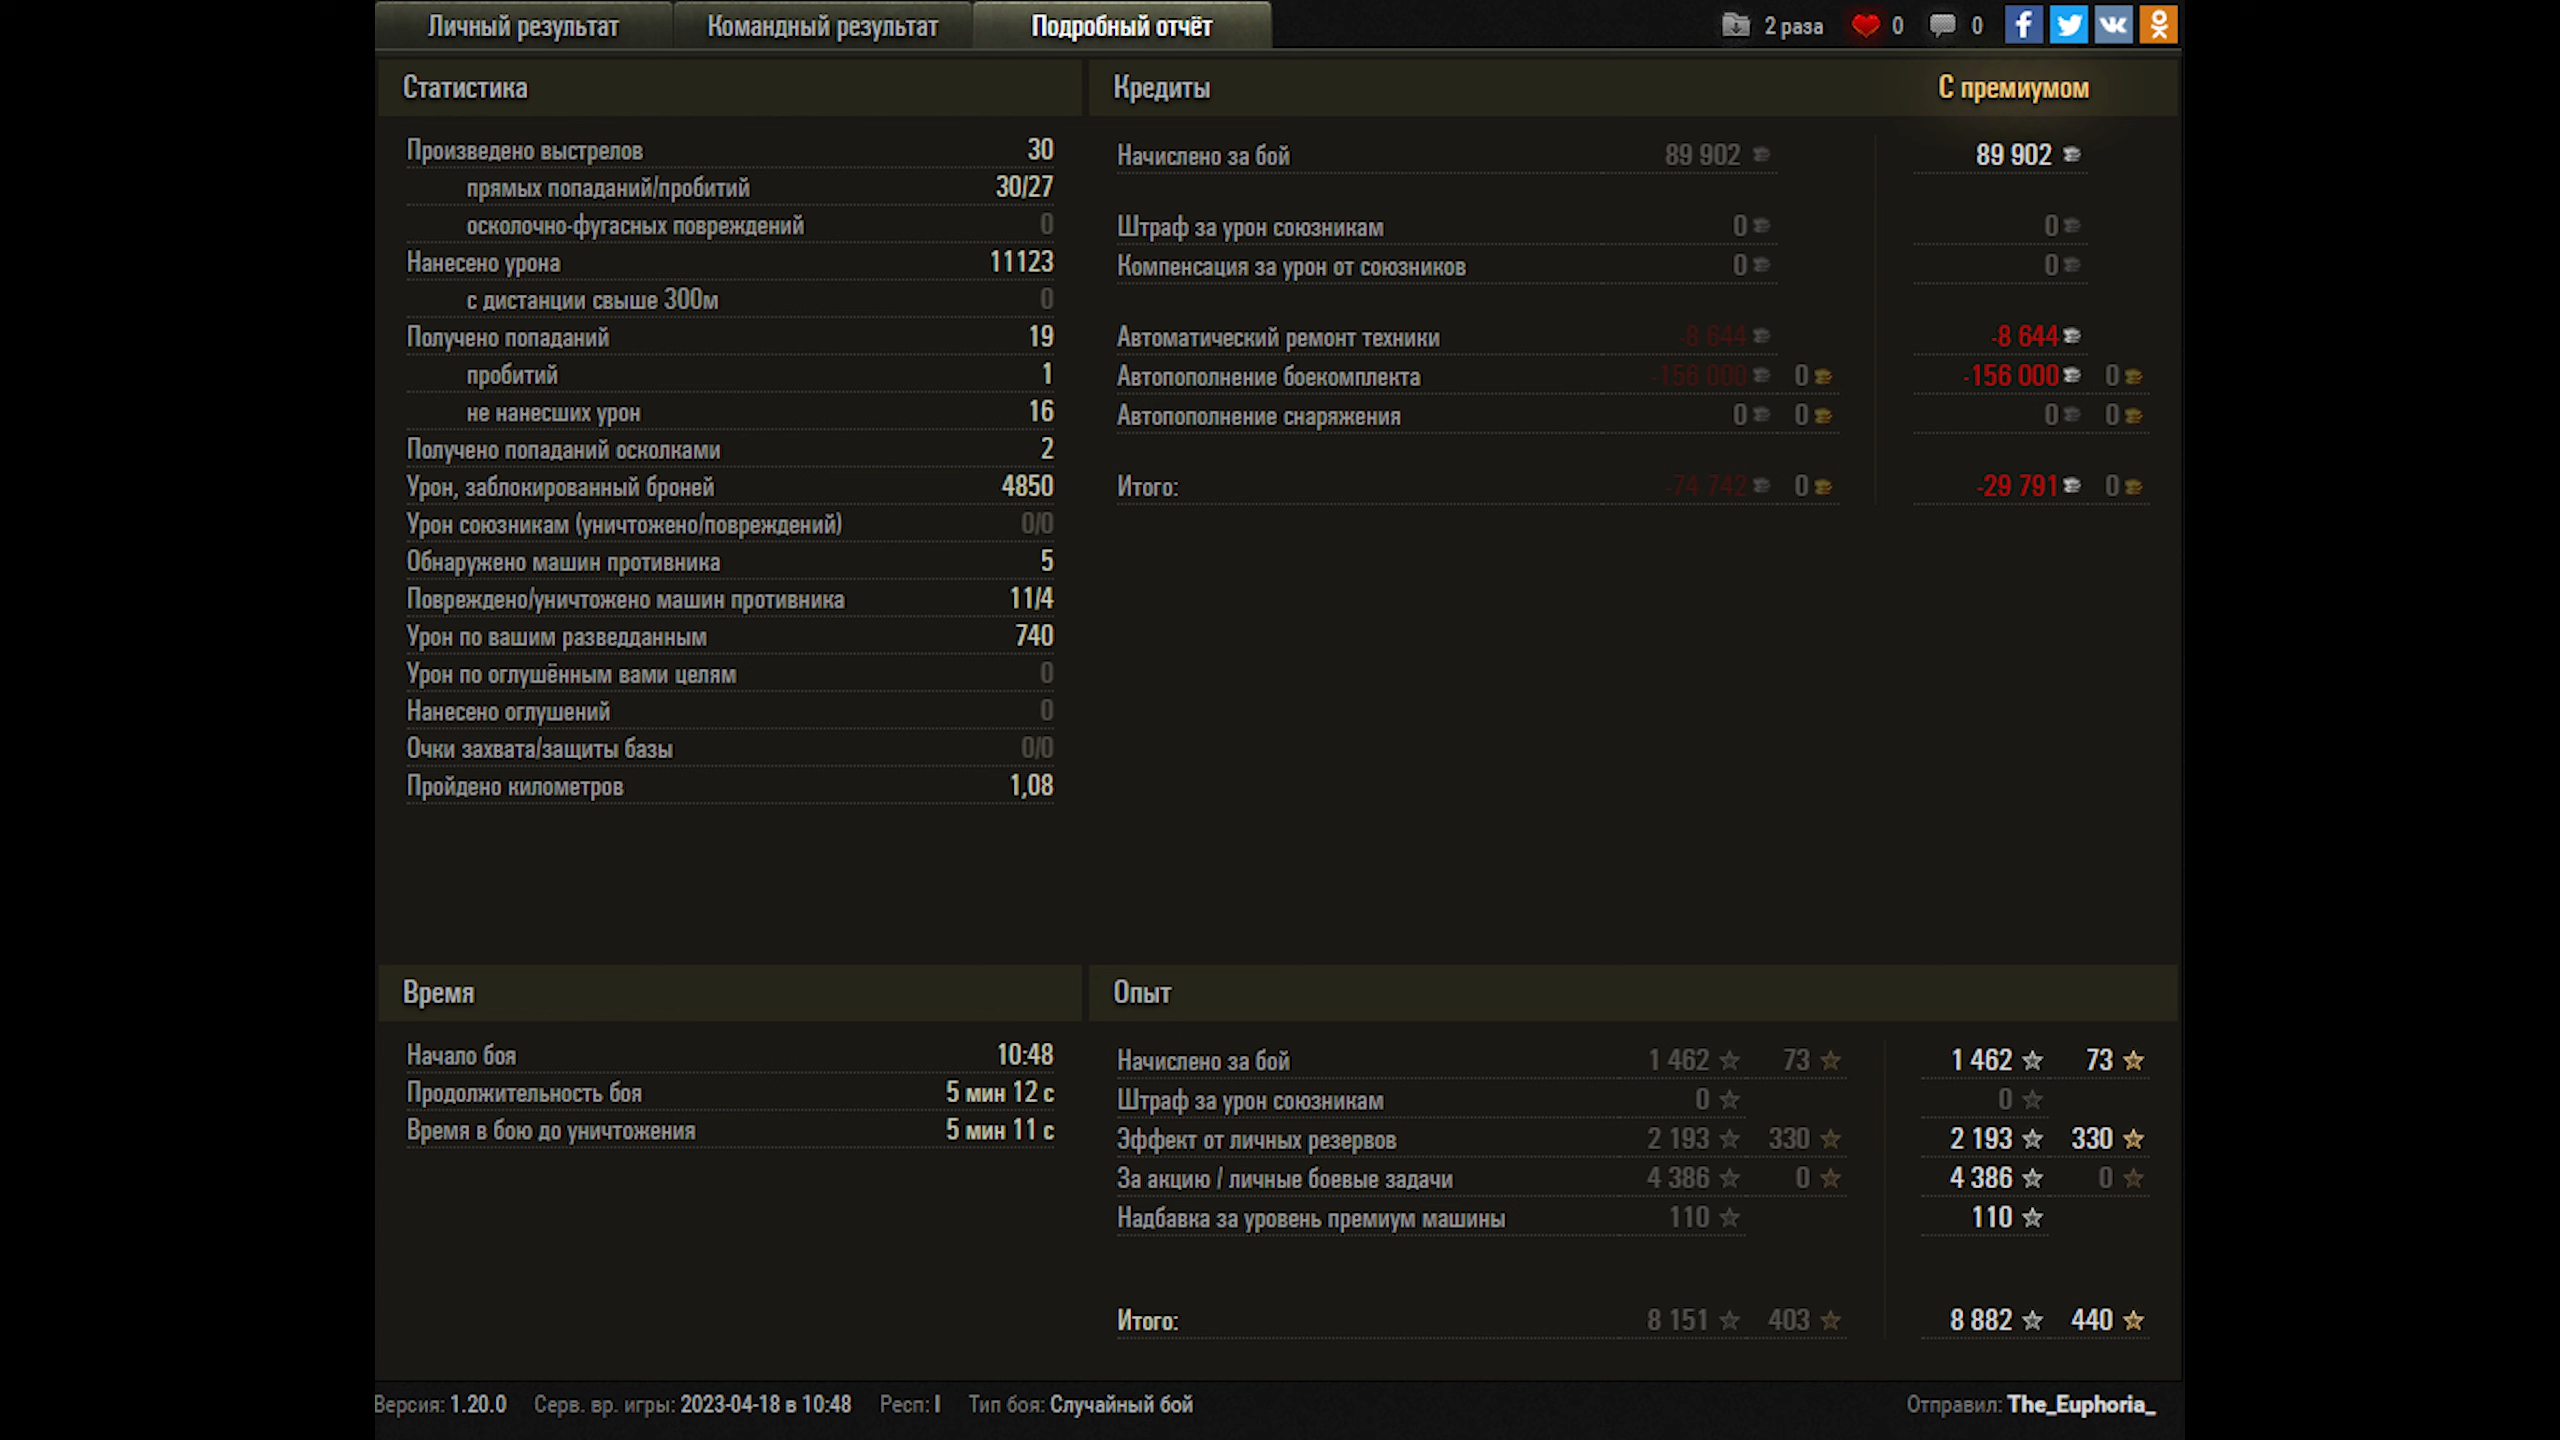 Личный результат Командный результат Подробный отчёт 2 раза 0 0
Статистика
Произведено выстрелов 30
прямых попаданий/пробитий 30/27
осколочно-фугасных повреждений 0
Нанесено урона 11123
с дистанции свыше 300м 0
Получено попаданий 19
пробитий 1
не нанесших урон 16
Получено попаданий осколками 2
Урон, заблокированный броней 4850
Урон союзникам (уничтожено/повреждений) 0/0
Обнаружено машин противника 5
Повреждено/уничтожено машин противника 11/4
Урон по вашим разведданным 740
Урон по оглушённым вами целям 0
Нанесено оглушений 0
Очки захвата/защиты базы 0/0
Пройдено километров 1,08
Кредиты С премиумом
Начислено за бой 89 902 89 902
Штраф за урон союзникам 0 0
Компенсация за урон от союзников 0 0
Автоматический ремонт техники -8 644 -8 644
Автопополнение боекомплекта -156 000 0 -156 000 0
Автопополнение снаряжения 0 0 0 0
Итого: -74 742 0 -29 791 0
Время
Начало боя 10:48
Продолжительность боя 5 мин 12 с
Время в бою до уничтожения 5 мин 11 с
Опыт
Начислено за бой 1 462 73 1 462 73
Штраф за урон союзникам 0 0
Эффект от личных резервов 2 193 330 2 193 330
За акцию / личные боевые задачи 4 386 0 4 386 0
Надбавка за уровень премиум машины 110 110
Итого: 8 151 403 8 882 440
Версия: 1.20.0 Серв. вр. игры: 2023-04-18 в 10:48 Респ: I Тип боя: Случайный бой Отправил: The_Euphoria_